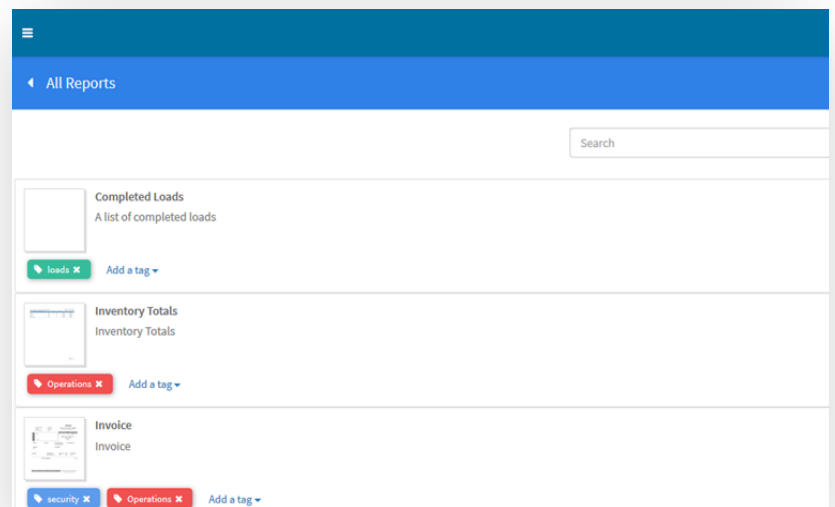 All Reports
Search
Completed Loads
A list of completed loads
loads
Add a tag
Inventory Totals
Inventory Totals
Operations
Add a tag
Invoice
Invoice
security
Operations
Add a tag